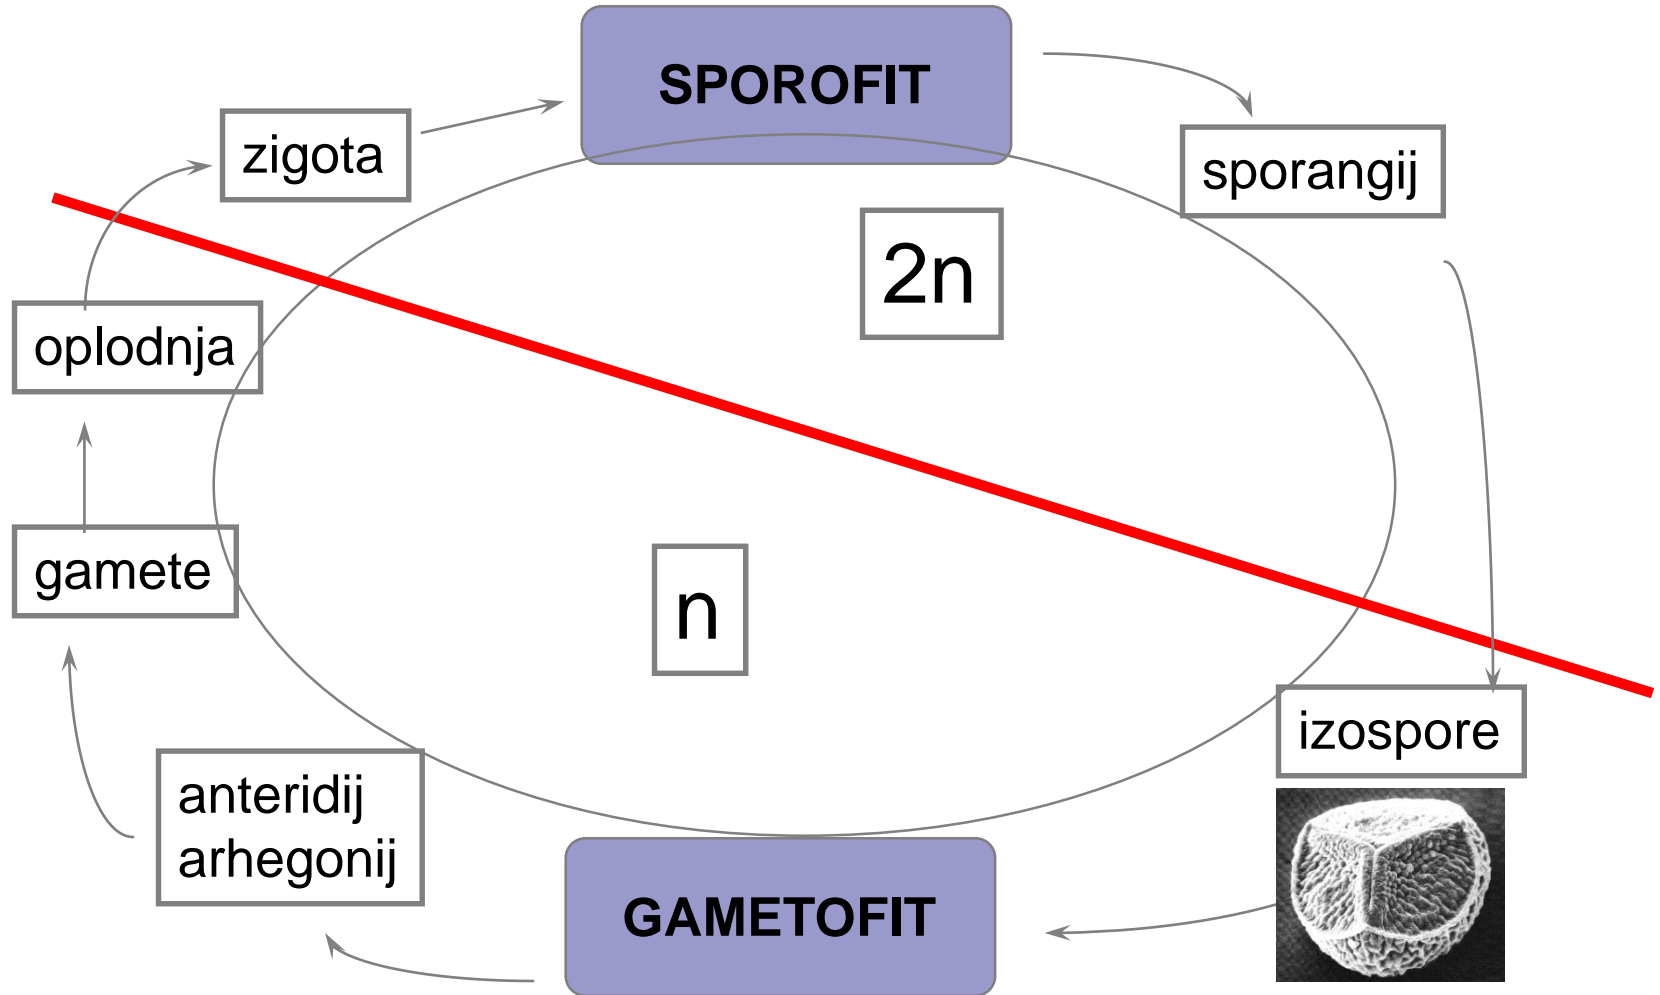 SPOROFIT
zigota
sporangij
2n
oplodnja
gamete
n
izospore
anteridij
arhegonij
GAMETOFIT